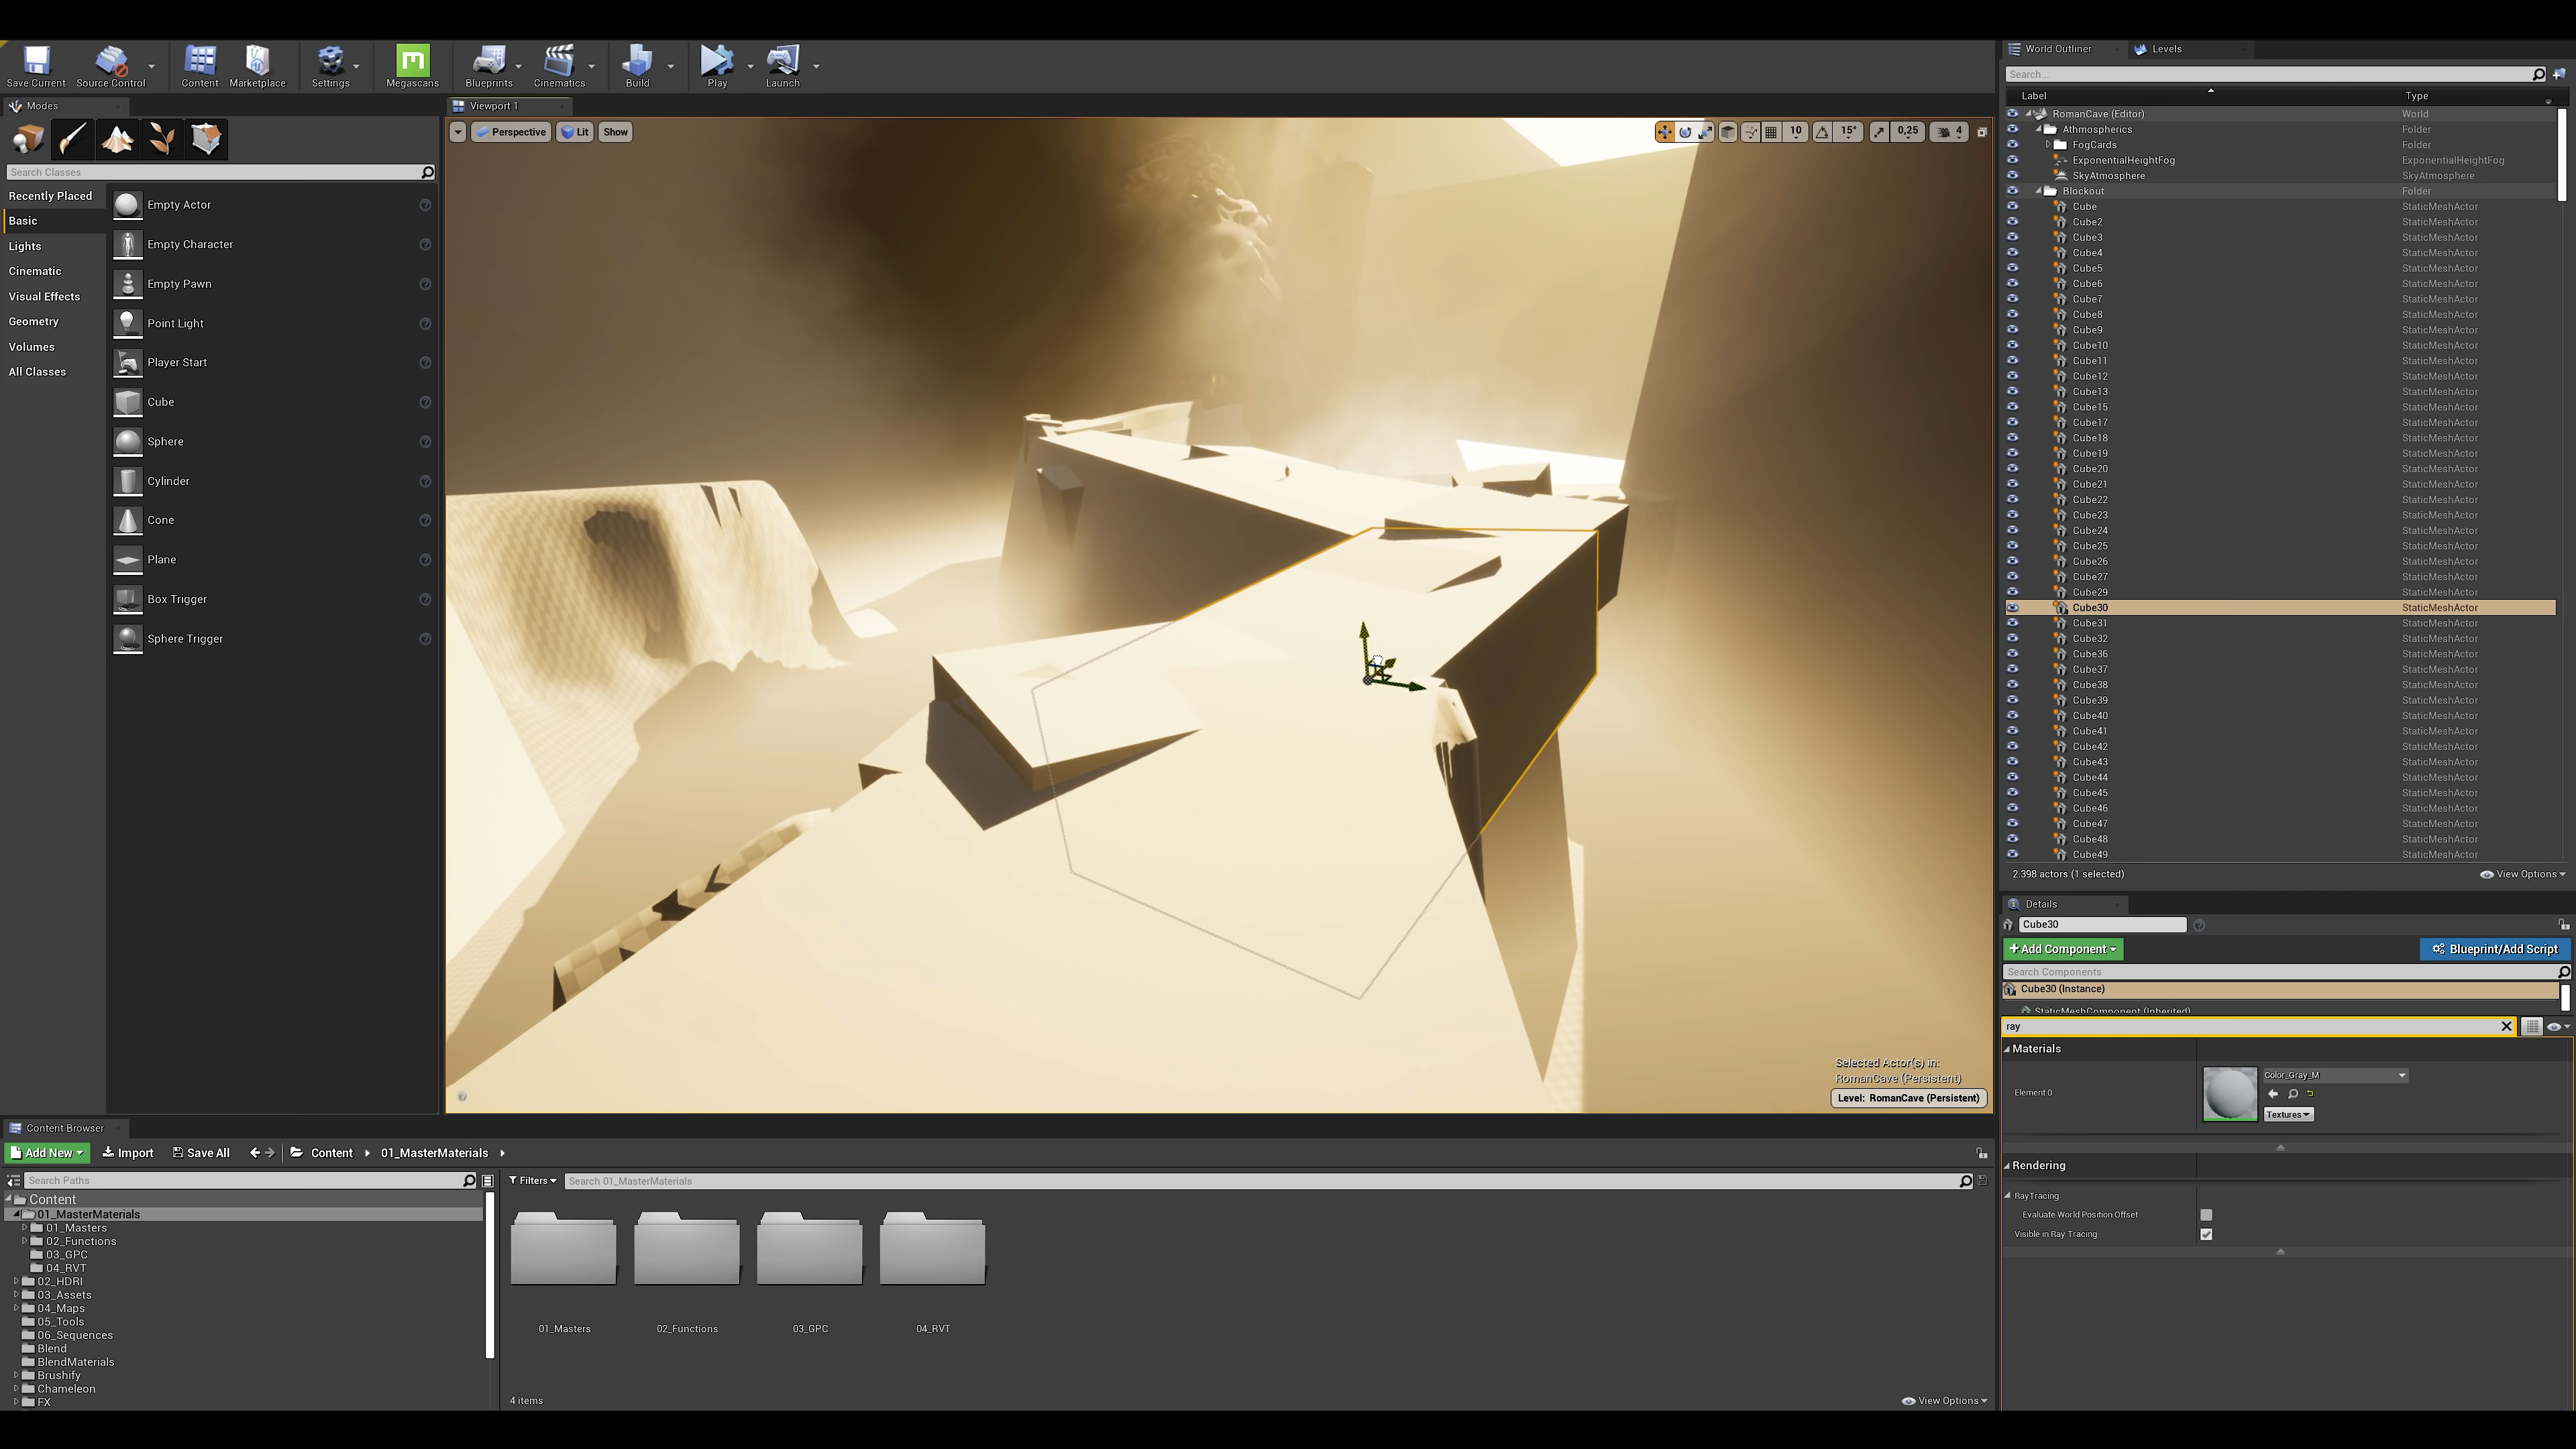 Save Current
Source Control
Content
Marketplace
Settings
Megascans
Blueprints
Cinematics
Build
Play
Launch
Modes
Search Classes
Recently Placed
Basic
Lights
Cinematic
Visual Effects
Geometry
Volumes
All Classes
Empty Actor
Empty Character
Empty Pawn
Point Light
Player Start
Cube
Sphere
Cylinder
Cone
Plane
Box Trigger
Sphere Trigger
Viewport 1
Perspective
Lit
Show
10
15°
0,25
4
Selected Actor(s) in:
RomanCave (Persistent)
Level: RomanCave (Persistent)
World Outliner
Levels
Search...
Label Type
RomanCave (Editor) World
Athmospherics Folder
FogCards Folder
ExponentialHeightFog ExponentialHeightFog
SkyAtmosphere SkyAtmosphere
Blockout Folder
Cube StaticMeshActor
Cube2 StaticMeshActor
Cube3 StaticMeshActor
Cube4 StaticMeshActor
Cube5 StaticMeshActor
Cube6 StaticMeshActor
Cube7 StaticMeshActor
Cube8 StaticMeshActor
Cube9 StaticMeshActor
Cube10 StaticMeshActor
Cube11 StaticMeshActor
Cube12 StaticMeshActor
Cube13 StaticMeshActor
Cube15 StaticMeshActor
Cube17 StaticMeshActor
Cube18 StaticMeshActor
Cube19 StaticMeshActor
Cube20 StaticMeshActor
Cube21 StaticMeshActor
Cube22 StaticMeshActor
Cube23 StaticMeshActor
Cube24 StaticMeshActor
Cube25 StaticMeshActor
Cube26 StaticMeshActor
Cube27 StaticMeshActor
Cube29 StaticMeshActor
Cube30 StaticMeshActor
Cube31 StaticMeshActor
Cube32 StaticMeshActor
Cube36 StaticMeshActor
Cube37 StaticMeshActor
Cube38 StaticMeshActor
Cube39 StaticMeshActor
Cube40 StaticMeshActor
Cube41 StaticMeshActor
Cube42 StaticMeshActor
Cube43 StaticMeshActor
Cube44 StaticMeshActor
Cube45 StaticMeshActor
Cube46 StaticMeshActor
Cube47 StaticMeshActor
Cube48 StaticMeshActor
Cube49 StaticMeshActor
2.398 actors (1 selected)
View Options
Details
Cube30
Add Component
Blueprint/Add Script
Search Components
Cube30 (Instance)
StaticMeshComponent (Inherited)
ray
Materials
Element 0
Color_Gray_M
Textures
Rendering
RayTracing
Evaluate World Position Offset
Visible in Ray Tracing
Content Browser
Add New
Import
Save All
Content
01_MasterMaterials
Search Paths
Filters
Search 01_MasterMaterials
Content
01_MasterMaterials
01_Masters
02_Functions
03_GPC
04_RVT
02_HDRI
03_Assets
04_Maps
05_Tools
06_Sequences
Blend
BlendMaterials
Brushify
Chameleon
FX
01_Masters
02_Functions
03_GPC
04_RVT
4 items
View Options